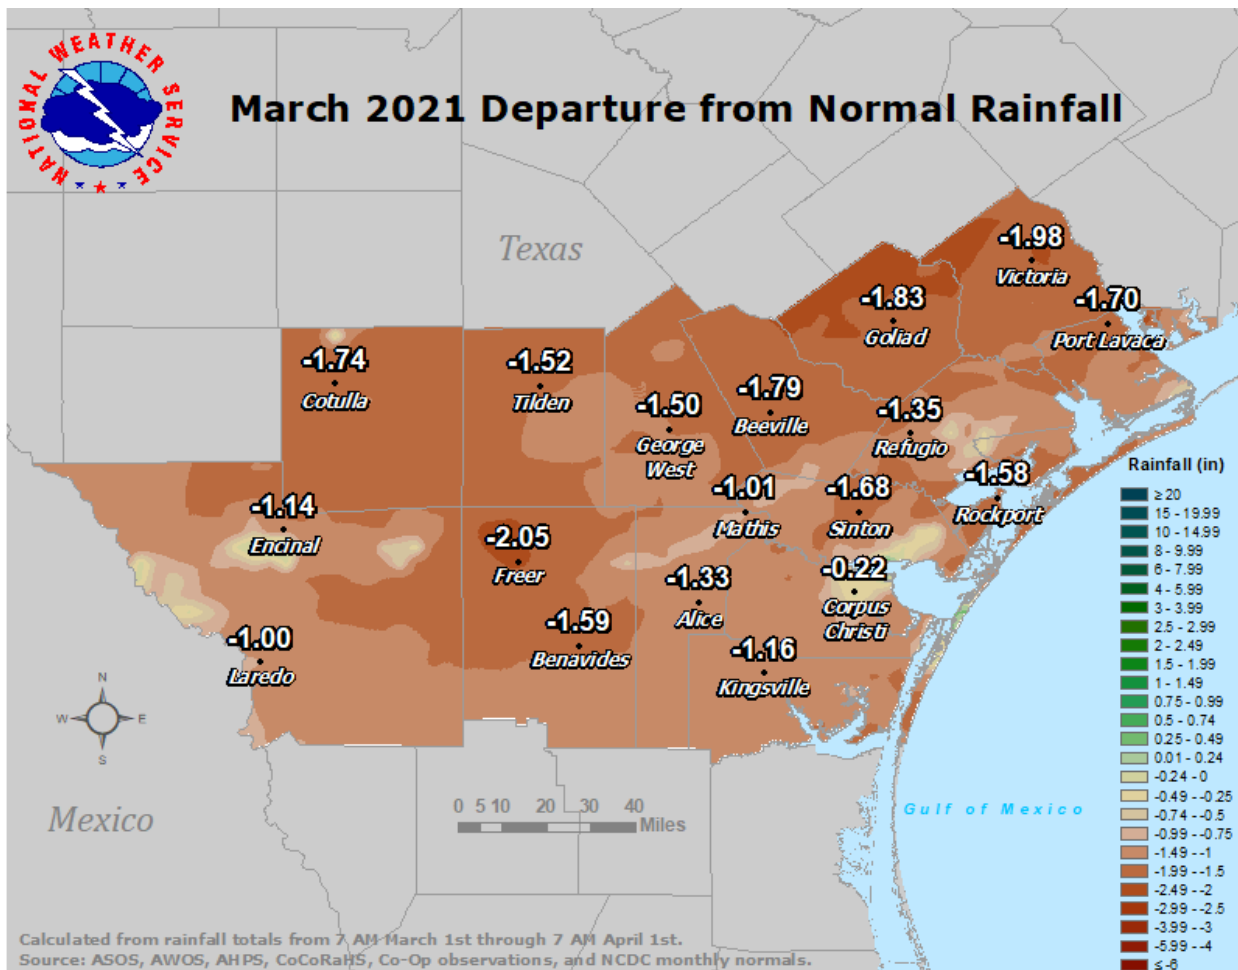 NATIONAL WEATHER SERVICE
March 2021 Departure from Normal Rainfall
Texas
-1.98
Victoria
-1.83
Goliad
-1.70
Port Lavaca
-1.74
Cotulla
-1.52
Tilden
-1.50
George
West
-1.79
Beeville
-1.35
Refugio
-1.58
Rockport
-1.14
Encinal
-2.05
Freer
-1.01
Mathis
-1.68
Sinton
-0.22
Corpus
Christi
-1.33
Alice
-1.00
Laredo
-1.59
Benavides
-1.16
Kingsville
N
W E
S
Mexico
0 5 10 20 30 40
Miles
Gulf of Mexico
Rainfall (in)
≥ 20
15 - 19.99
10 - 14.99
8 - 9.99
6 - 7.99
4 - 5.99
3 - 3.99
2.5 - 2.99
2 - 2.49
1.5 - 1.99
1 - 1.49
0.75 - 0.99
0.5 - 0.74
0.25 - 0.49
0.01 - 0.24
-0.24 - 0
-0.49 - -0.25
-0.74 - -0.5
-0.99 - -0.75
-1.49 - -1
-1.99 - -1.5
-2.49 - -2
-2.99 - -2.5
-3.99 - -3
-5.99 - -4
≤ -6
Calculated from rainfall totals from 7 AM March 1st through 7 AM April 1st.
Source: ASOS, AWOS, AHPS, CoCoRaHS, Co-Op observations, and NCDC monthly normals.